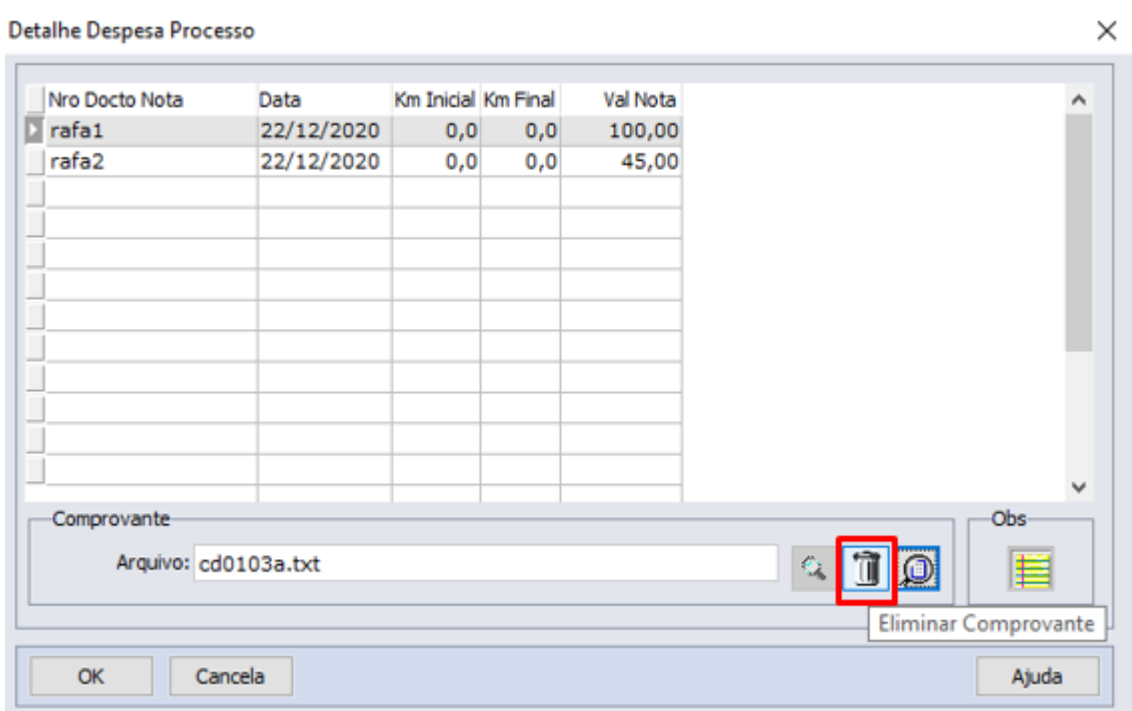 Detalhe Despesa Processo
Nro Docto Nota Data Km Inicial Km Final Val Nota
rafa1 22/12/2020 0,0 0,0 100,00
rafa2 22/12/2020 0,0 0,0 45,00
Comprovante Obs
Arquivo: cd0103a.txt
Eliminar Comprovante
OK Cancela Ajuda